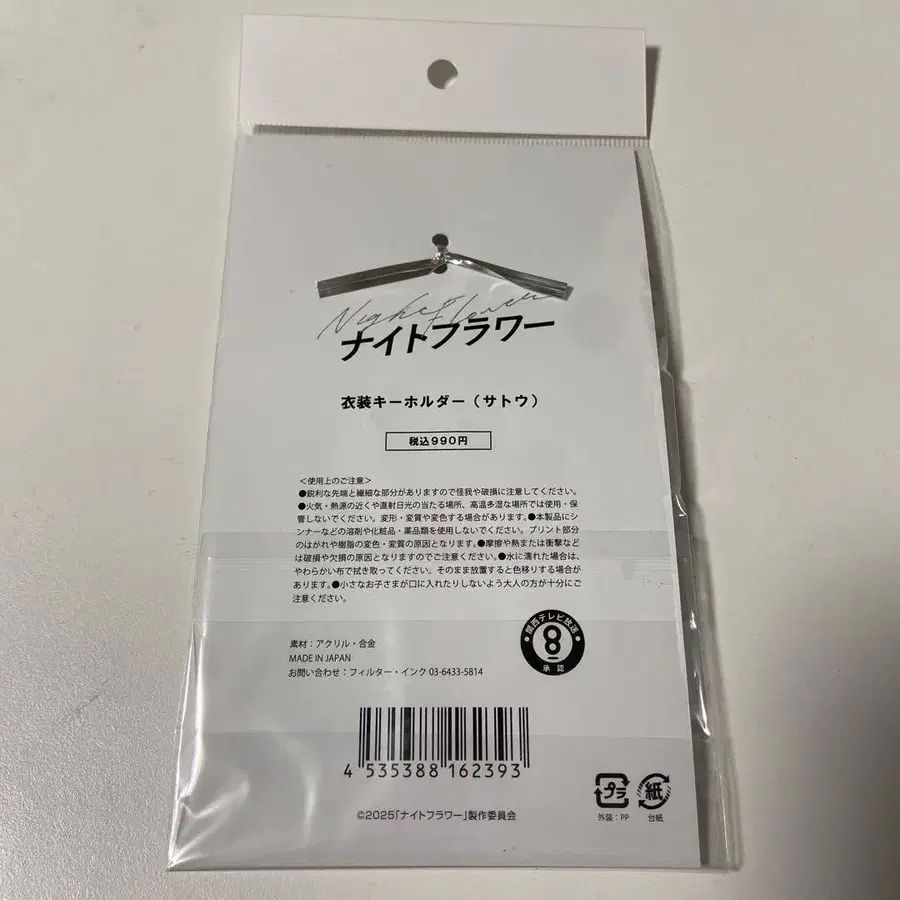 Night Flower
ナイトフラワー
衣装キーホルダー（サトウ）
税込990円
＜使用上のご注意＞
●鋭利な先端と繊細な部分がありますので怪我や破損に注意してください。
●火気・熱源の近くや直射日光の当たる場所、高温多湿な場所では使用・保
管しないでください。変形・変質や変色する場合があります。●本製品にシ
ンナーなどの溶剤や化粧品・薬品類を使用しないでください。プリント部分
のはがれや樹脂の変色・変質の原因となります。●摩擦や熱または衝撃など
は破損や欠損の原因となりますのでご注意ください。●水に濡れた場合は、
やわらかい布で拭き取ってください。そのまま放置すると色移りする場合が
あります。●小さなお子さまが口に入れたりしないよう大人の方が十分にご
注意ください。
素材：アクリル・合金
MADE IN JAPAN
お問い合わせ：フィルター・インク 03-6433-5814
関西テレビ放送
8
承認
4 535388 162393
プラ
外装：PP
紙
台紙
©2025「ナイトフラワー」製作委員会